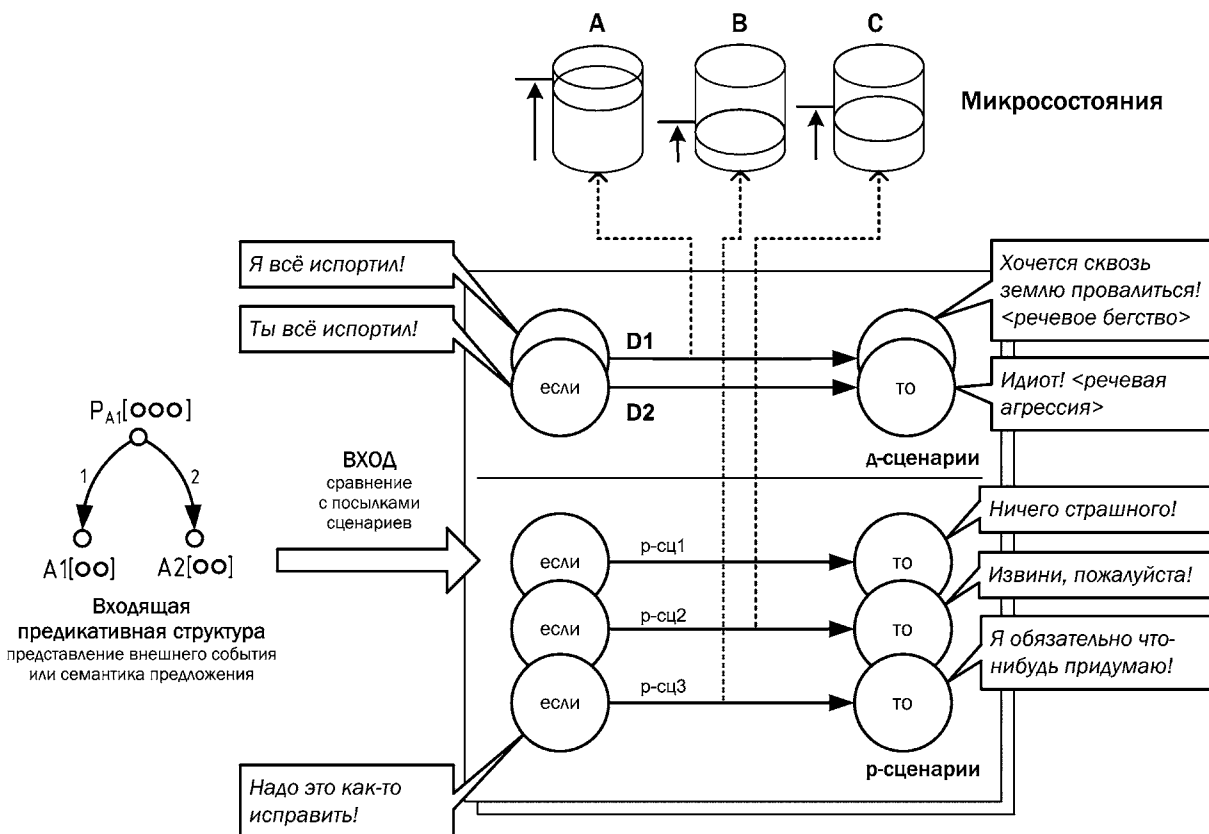 A
B
C
Микросостояния
Я всё испортил!
Ты всё испортил!
Хочется сквозь
землю провалиться!
<речевое бегство>
Идиот! <речевая
агрессия>
D1
если
то
D2
д-сценарии
P_A1[ooo]
1
2
A1[oo]
A2[oo]
Входящая
предикативная структура
представление внешнего события
или семантика предложения
ВХОД
сравнение
с посылками
сценариев
Ничего страшного!
Извини, пожалуйста!
Я обязательно что-
нибудь придумаю!
если
р-сц1
то
если
р-сц2
то
если
р-сц3
то
р-сценарии
Надо это как-то
исправить!